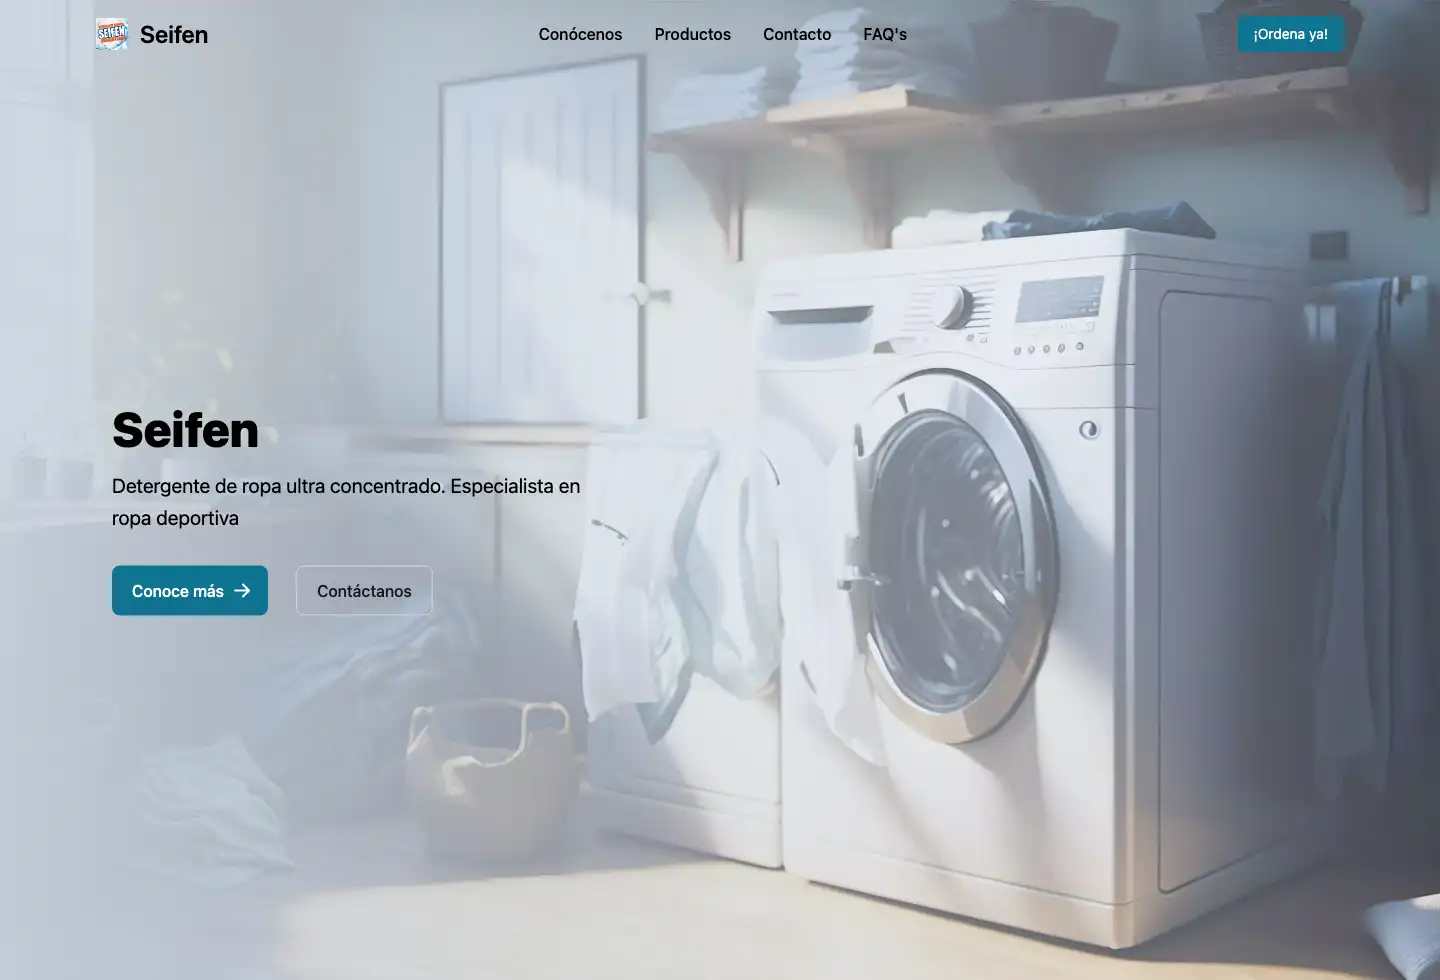 SEIFEN
Seifen
Conócenos
Productos
Contacto
FAQ's
¡Ordena ya!
Seifen
Detergente de ropa ultra concentrado. Especialista en
ropa deportiva
Conoce más
Contáctanos